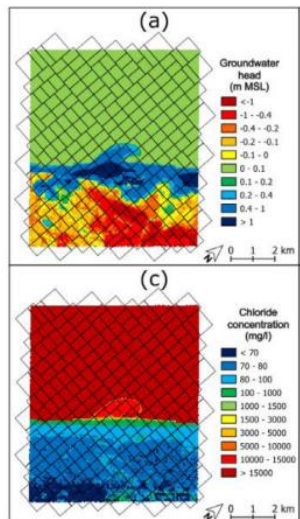 (a)
Groundwater
head
(m MSL)
<-1
-1 - -0.4
-0.4 - -0.2
-0.2 - -0.1
-0.1 - 0
0 - 0.1
0.1 - 0.2
0.2 - 0.4
0.4 - 1
> 1
0 1 2 km
(c)
Chloride
concentration
(mg/l)
< 70
70 - 80
80 - 100
100 - 1000
1000 - 1500
1500 - 3000
3000 - 5000
5000 - 10000
10000 - 15000
> 15000
0 1 2 km